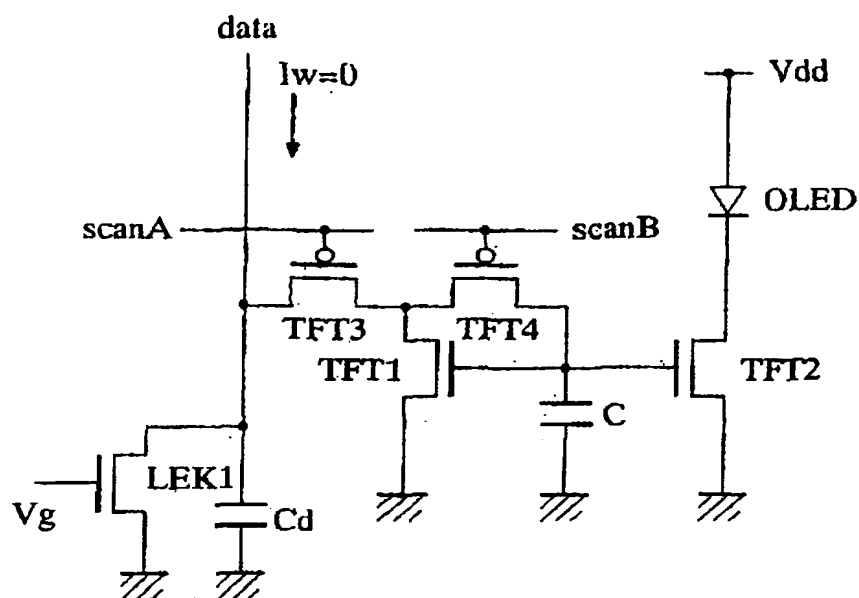 data
Iw=0
Vdd
OLED
scanA
scanB
TFT3
TFT4
TFT1
TFT2
C
LEK1
Vg
Cd